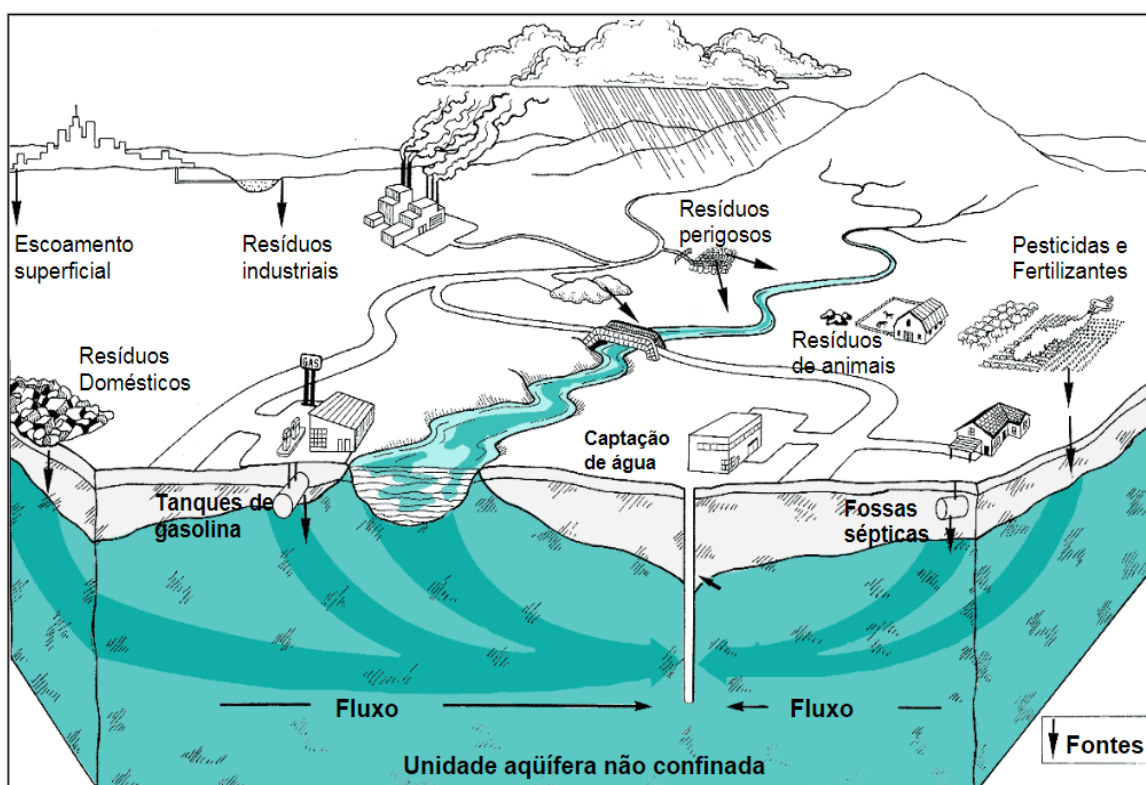 Escoamento
superficial
Resíduos
industriais
Resíduos
perigosos
Pesticidas e
Fertilizantes
Resíduos
Domésticos
GAS
Resíduos
de animais
Captação
de água
Tanques de
gasolina
Fossas
sépticas
Fluxo
Fluxo
Unidade aqüífera não confinada
Fontes